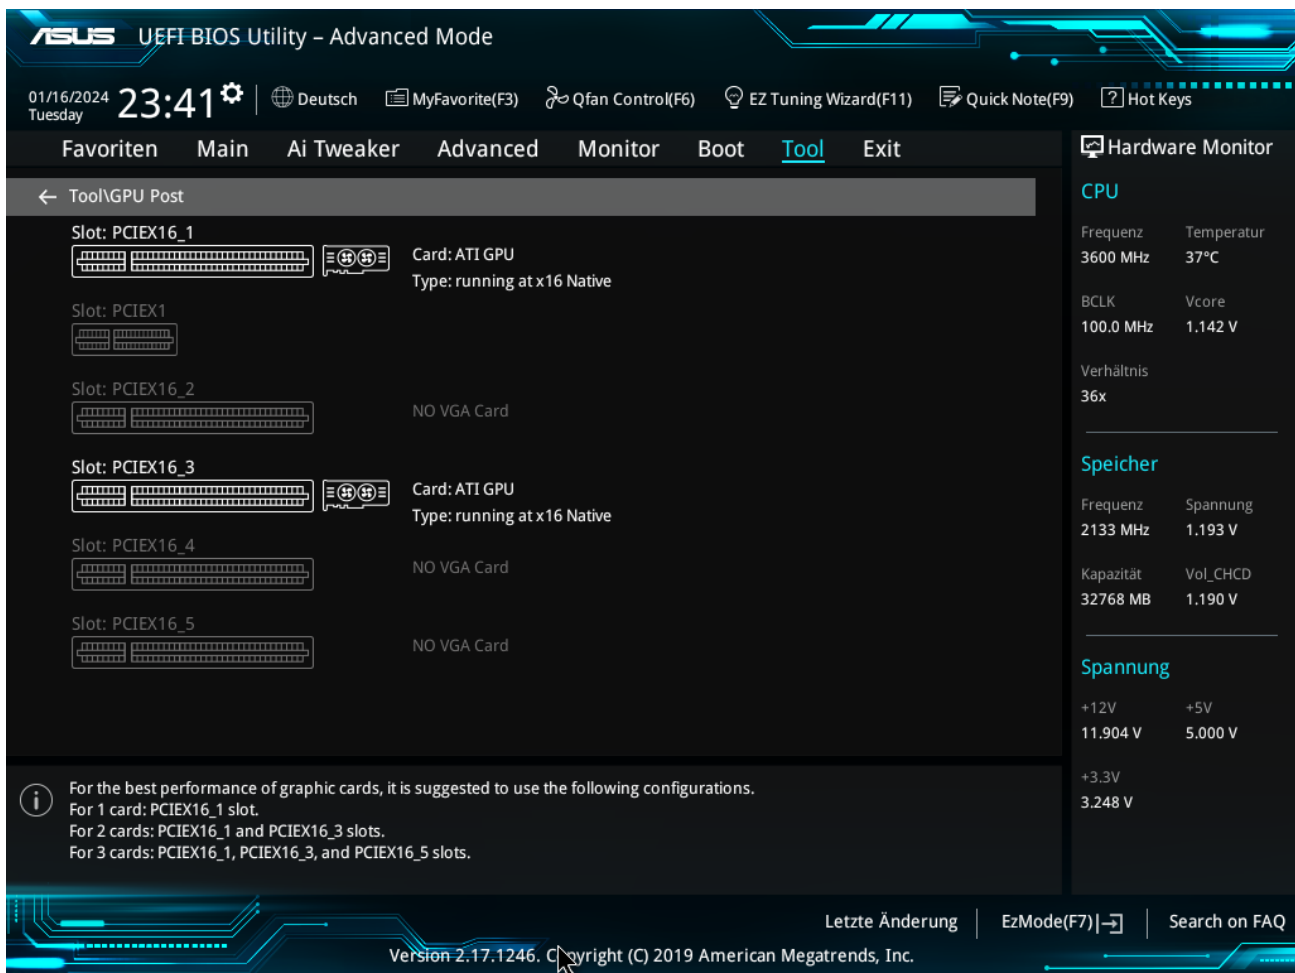 ASUS UEFI BIOS Utility – Advanced Mode
01/16/2024 Tuesday 23:41 Deutsch MyFavorite(F3) Qfan Control(F6) EZ Tuning Wizard(F11) Quick Note(F9) ? Hot Keys
Favoriten Main Ai Tweaker Advanced Monitor Boot Tool Exit
Tool\GPU Post
Slot: PCIEX16_1
Card: ATI GPU
Type: running at x16 Native
Slot: PCIEX1
Slot: PCIEX16_2
NO VGA Card
Slot: PCIEX16_3
Card: ATI GPU
Type: running at x16 Native
Slot: PCIEX16_4
NO VGA Card
Slot: PCIEX16_5
NO VGA Card
Hardware Monitor
CPU
Frequenz Temperatur
3600 MHz 37°C
BCLK Vcore
100.0 MHz 1.142 V
Verhältnis
36x
Speicher
Frequenz Spannung
2133 MHz 1.193 V
Kapazität Vol_CHCD
32768 MB 1.190 V
Spannung
+12V +5V
11.904 V 5.000 V
+3.3V
3.248 V
i For the best performance of graphic cards, it is suggested to use the following configurations.
For 1 card: PCIEX16_1 slot.
For 2 cards: PCIEX16_1 and PCIEX16_3 slots.
For 3 cards: PCIEX16_1, PCIEX16_3, and PCIEX16_5 slots.
Letzte Änderung EzMode(F7) Search on FAQ
Version 2.17.1246. Copyright (C) 2019 American Megatrends, Inc.